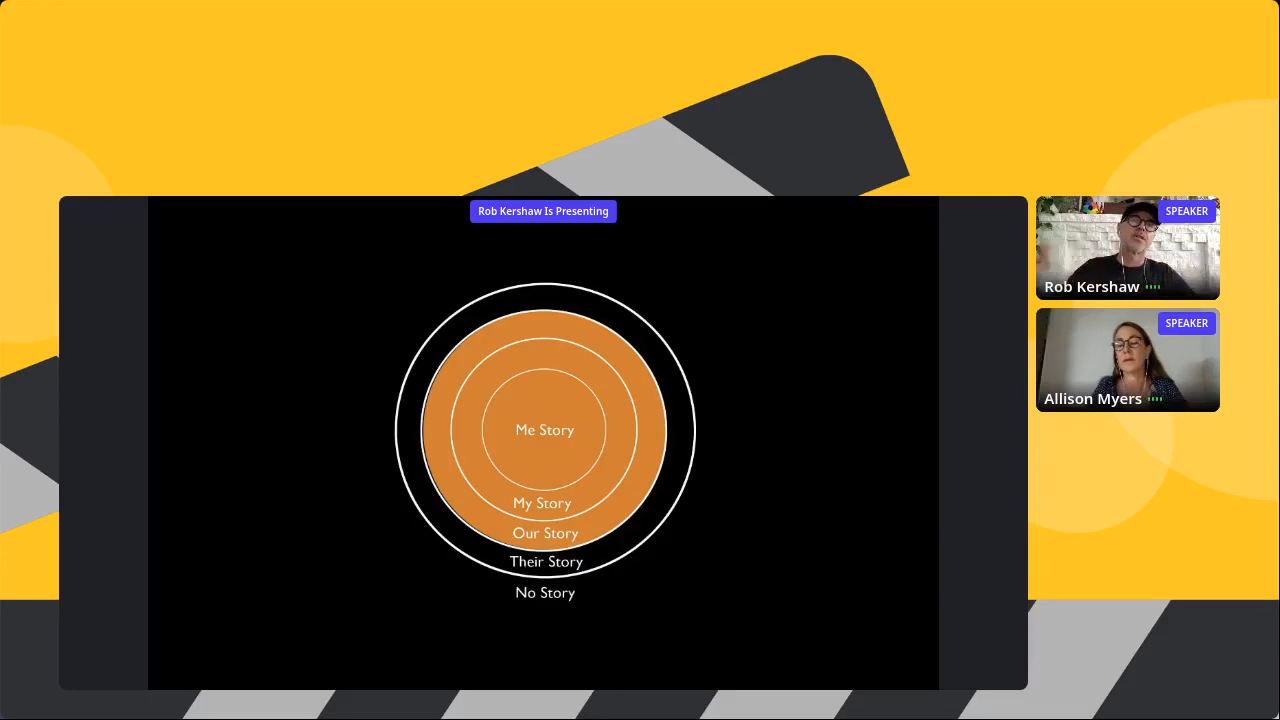 Rob Kershaw Is Presenting
Me Story
My Story
Our Story
Their Story
No Story
SPEAKER
Rob Kershaw
SPEAKER
Allison Myers